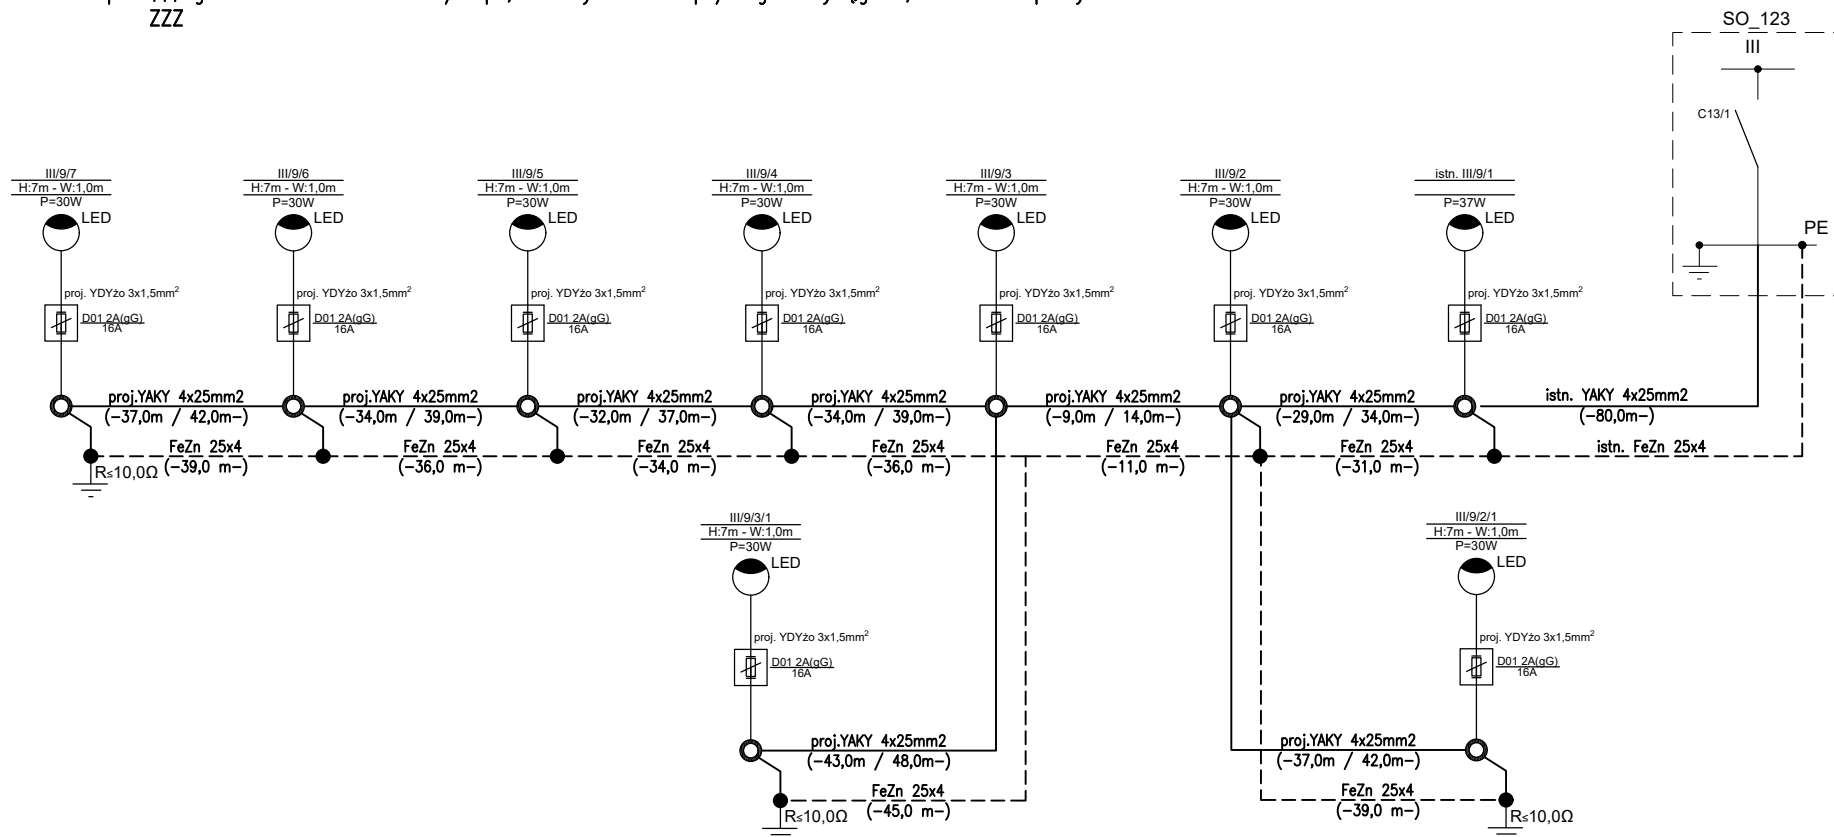 ZZZ
SO_123
III
C13/1
PE
III/9/7
H:7m - W:1,0m
P=30W
LED
proj. YDYżo 3x1,5mm²
D01 2A(gG)
16A
III/9/6
H:7m - W:1,0m
P=30W
LED
proj. YDYżo 3x1,5mm²
D01 2A(gG)
16A
III/9/5
H:7m - W:1,0m
P=30W
LED
proj. YDYżo 3x1,5mm²
D01 2A(gG)
16A
III/9/4
H:7m - W:1,0m
P=30W
LED
proj. YDYżo 3x1,5mm²
D01 2A(gG)
16A
III/9/3
H:7m - W:1,0m
P=30W
LED
proj. YDYżo 3x1,5mm²
D01 2A(gG)
16A
III/9/2
H:7m - W:1,0m
P=30W
LED
proj. YDYżo 3x1,5mm²
D01 2A(gG)
16A
istn. III/9/1
P=37W
LED
proj. YDYżo 3x1,5mm²
D01 2A(gG)
16A
proj.YAKY 4x25mm2
(-37,0m / 42,0m-)
proj.YAKY 4x25mm2
(-34,0m / 39,0m-)
proj.YAKY 4x25mm2
(-32,0m / 37,0m-)
proj.YAKY 4x25mm2
(-34,0m / 39,0m-)
proj.YAKY 4x25mm2
(-9,0m / 14,0m-)
proj.YAKY 4x25mm2
(-29,0m / 34,0m-)
istn. YAKY 4x25mm2
(-80,0m-)
R≤10,0Ω
FeZn 25x4
(-39,0 m-)
FeZn 25x4
(-36,0 m-)
FeZn 25x4
(-34,0 m-)
FeZn 25x4
(-36,0 m-)
FeZn 25x4
(-11,0 m-)
FeZn 25x4
(-31,0 m-)
istn. FeZn 25x4
III/9/3/1
H:7m - W:1,0m
P=30W
LED
proj. YDYżo 3x1,5mm²
D01 2A(gG)
16A
proj.YAKY 4x25mm2
(-43,0m / 48,0m-)
FeZn 25x4
(-45,0 m-)
R≤10,0Ω
III/9/2/1
H:7m - W:1,0m
P=30W
LED
proj. YDYżo 3x1,5mm²
D01 2A(gG)
16A
proj.YAKY 4x25mm2
(-37,0m / 42,0m-)
FeZn 25x4
(-39,0 m-)
R≤10,0Ω